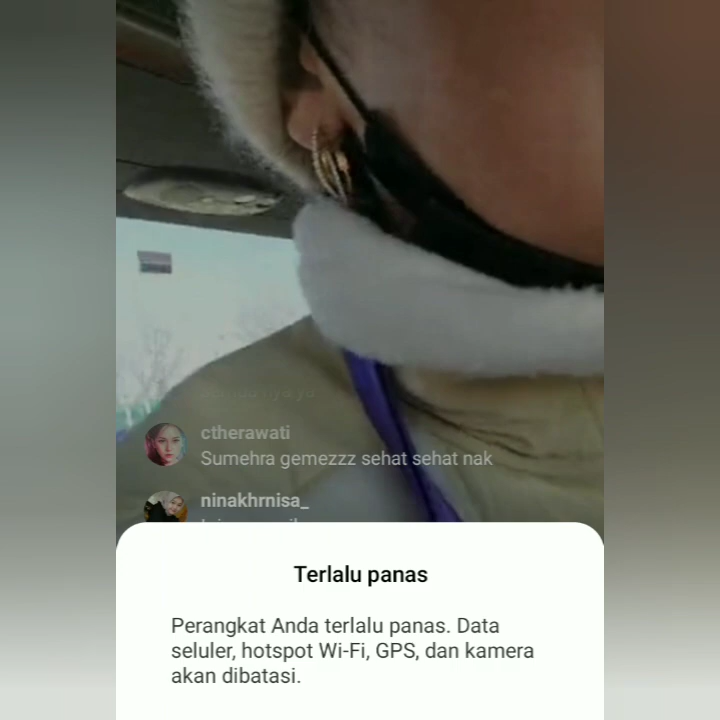 ctherawati
Sumehra gemezzz sehat sehat nak
ninakhrnisa_
Terlalu panas
Perangkat Anda terlalu panas. Data
seluler, hotspot Wi-Fi, GPS, dan kamera
akan dibatasi.